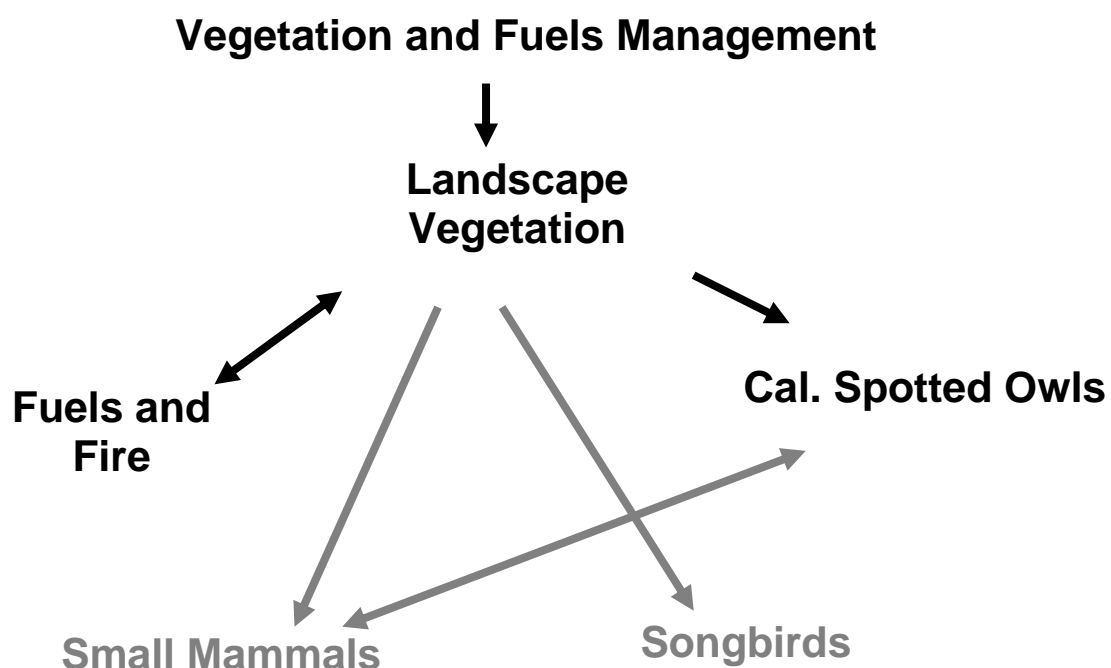 Vegetation and Fuels Management
Landscape
Vegetation
Cal. Spotted Owls
Fuels and
Fire
Songbirds
Small Mammals